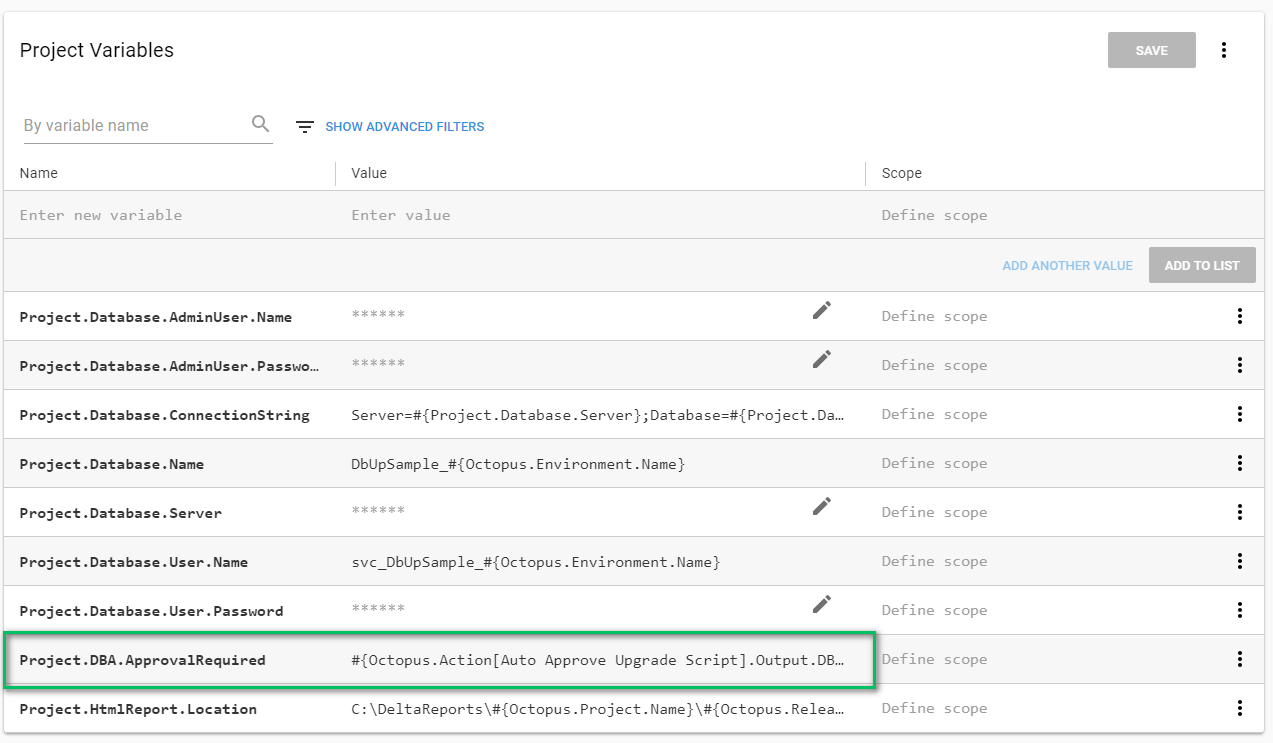 Project Variables
SAVE
By variable name
SHOW ADVANCED FILTERS
Name Value Scope
Enter new variable Enter value Define scope
ADD ANOTHER VALUE ADD TO LIST
Project.Database.AdminUser.Name ****** Define scope
Project.Database.AdminUser.Passwo… ****** Define scope
Project.Database.ConnectionString Server=#{Project.Database.Server};Database=#{Project.Da… Define scope
Project.Database.Name DbUpSample_#{Octopus.Environment.Name} Define scope
Project.Database.Server ****** Define scope
Project.Database.User.Name svc_DbUpSample_#{Octopus.Environment.Name} Define scope
Project.Database.User.Password ****** Define scope
Project.DBA.ApprovalRequired #{Octopus.Action[Auto Approve Upgrade Script].Output.DB… Define scope
Project.HtmlReport.Location C:\DeltaReports\#{Octopus.Project.Name}\#{Octopus.Relea… Define scope